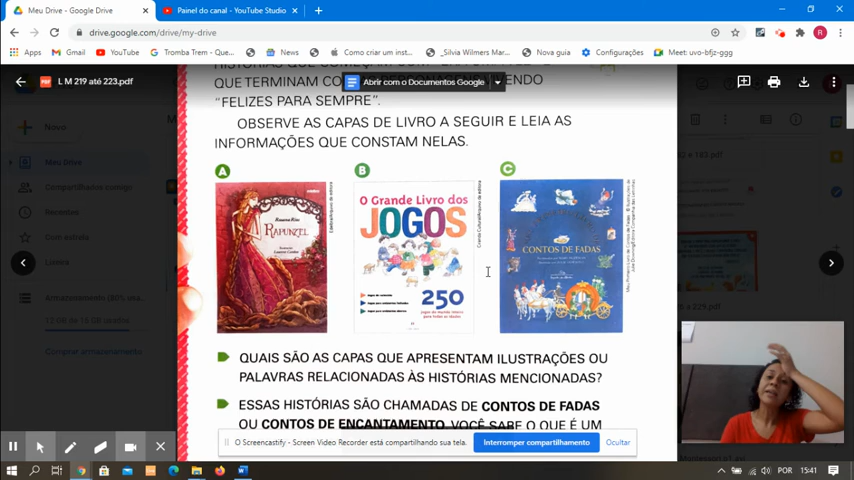 Meu Drive - Google Drive
Painel do canal - YouTube Studio
drive.google.com/drive/my-drive
Apps
Gmail
YouTube
Tromba Trem - Quest...
News
Como criar um inst...
_Silvia Wilmers Mar...
Nova guia
Configurações
Meet: uvo-bfjz-ggg
PDF
L M 219 até 223.pdf
Abrir com o Documentos Google
QUE TERMINAM CO
VENDO
"FELIZES PARA SEMPRE".
OBSERVE AS CAPAS DE LIVRO A SEGUIR E LEIA AS
INFORMAÇÕES QUE CONSTAM NELAS.
Novo
Meu Drive
Compartilhados comigo
Recentes
Com estrela
Lixeira
Comprar armazenamento
A
B
C
RAPUNZEL
O Grande Livro dos
JOGOS
250
CONTOS DE FADAS
QUAIS SÃO AS CAPAS QUE APRESENTAM ILUSTRAÇÕES OU
PALAVRAS RELACIONADAS ÀS HISTÓRIAS MENCIONADAS?
ESSAS HISTÓRIAS SÃO CHAMADAS DE CONTOS DE FADAS
OU CONTOS DE ENCANTAMENTO. VOCÊ SABE O QUE É UM
O Screencastify - Screen Video Recorder está compartilhando sua tela.
Interromper compartilhamento
Ocultar
POR
15:41